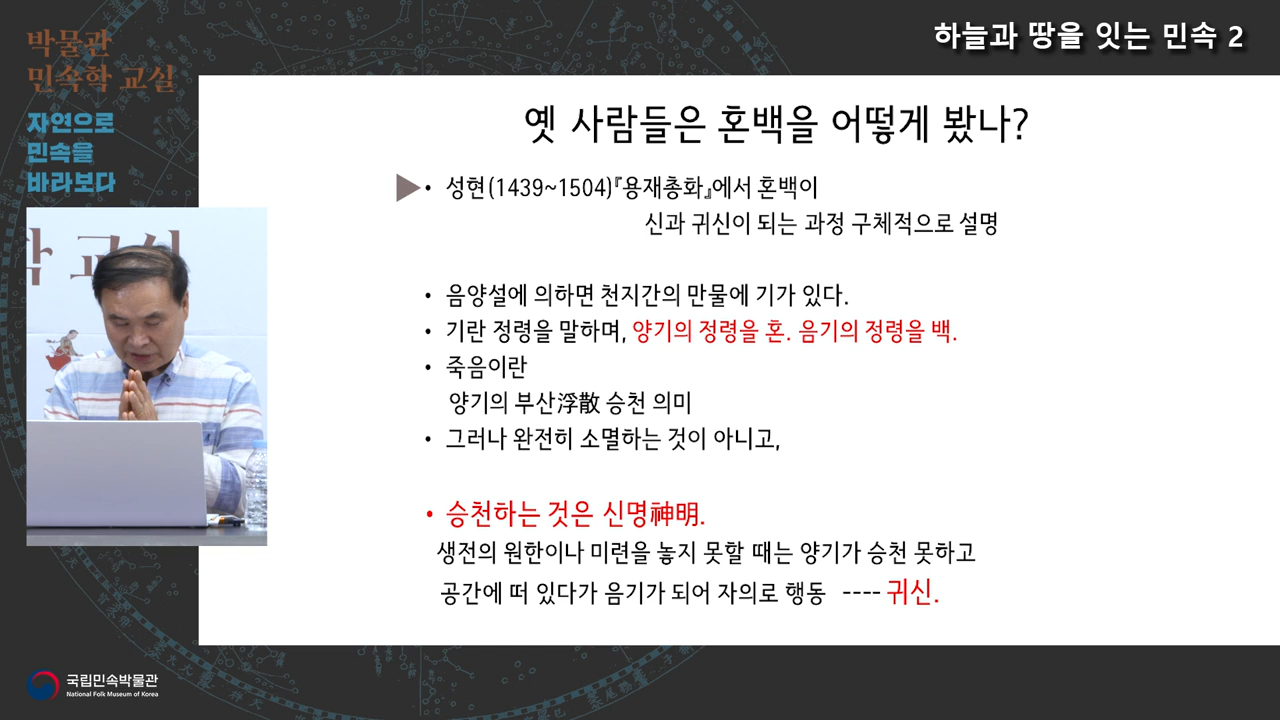 하늘과 땅을 잇는 민속 2
박물관
민속학 교실
자연으로
민속을
바라보다
옛 사람들은 혼백을 어떻게 봤나?
• 성현(1439~1504)『용재총화』에서 혼백이
신과 귀신이 되는 과정 구체적으로 설명
• 음양설에 의하면 천지간의 만물에 기가 있다.
• 기란 정령을 말하며, 양기의 정령을 혼. 음기의 정령을 백.
• 죽음이란
양기의 부산浮散 승천 의미
• 그러나 완전히 소멸하는 것이 아니고,
• 승천하는 것은 신명神明.
생전의 원한이나 미련을 놓지 못할 때는 양기가 승천 못하고
공간에 떠 있다가 음기가 되어 자의로 행동 ---- 귀신.
학 교실
국립민속박물관
National Folk Museum of Korea